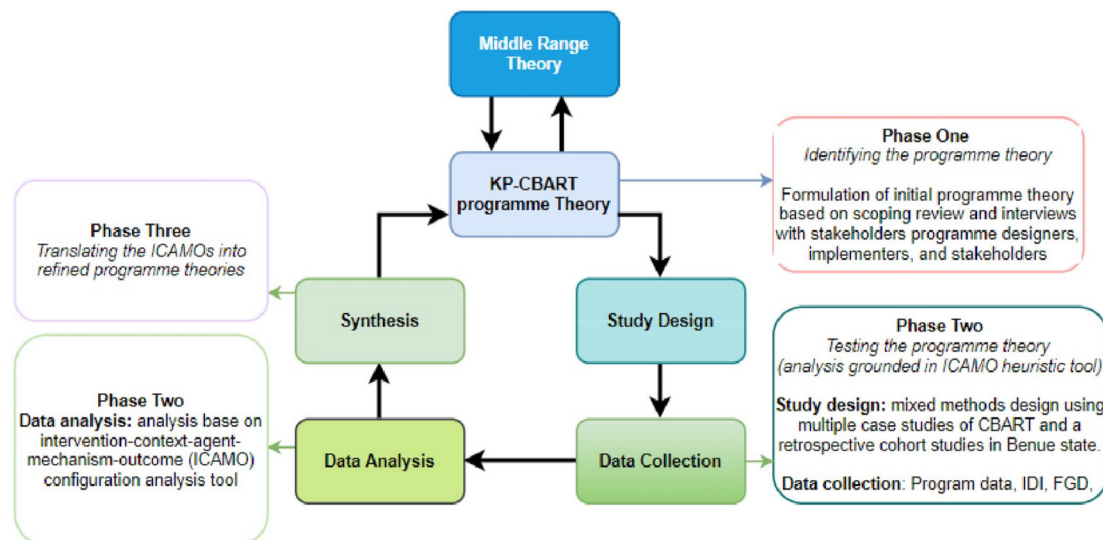 Middle Range
Theory
KP-CBART
programme Theory
Phase One
Identifying the programme theory
Formulation of initial programme theory
based on scoping review and interviews
with stakeholders programme designers,
implementers, and stakeholders
Phase Three
Translating the ICAMOs into
refined programme theories
Synthesis
Study Design
Phase Two
Testing the programme theory
(analysis grounded in ICAMO heuristic tool)
Study design: mixed methods design using
multiple case studies of CBART and a
retrospective cohort studies in Benue state.
Data collection: Program data, IDI, FGD,
Phase Two
Data analysis: analysis base on
intervention-context-agent-
mechanism-outcome (ICAMO)
configuration analysis tool
Data Analysis
Data Collection